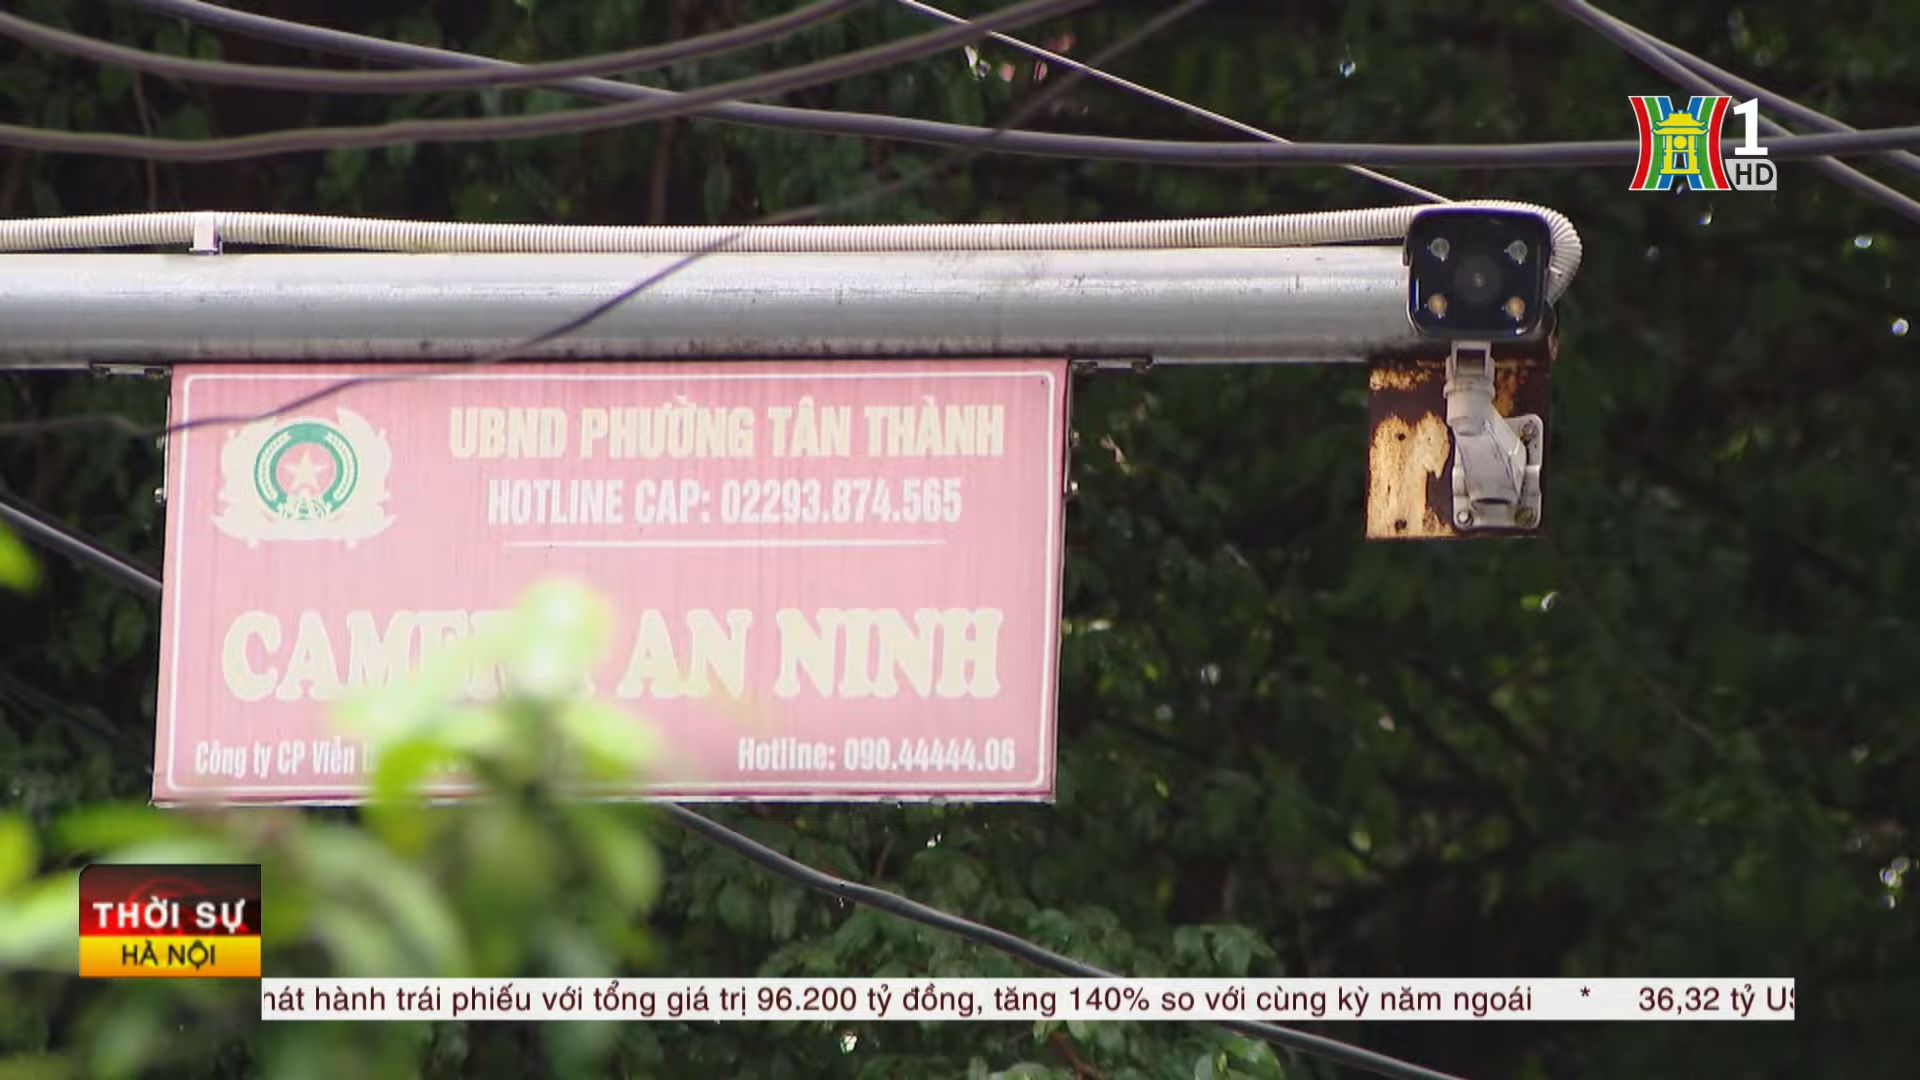 1
HD
UBND PHƯỜNG TÂN THÀNH
HOTLINE CAP: 02293.874.565
AN NINH
Công ty CP Viễn
Hotline: 090.44444.06
THỜI SỰ
HÀ NỘI
hành trái phiếu với tổng giá trị 96.200 tỷ đồng, tăng 140% so với cùng kỳ năm ngoái * 36,32 tỷ